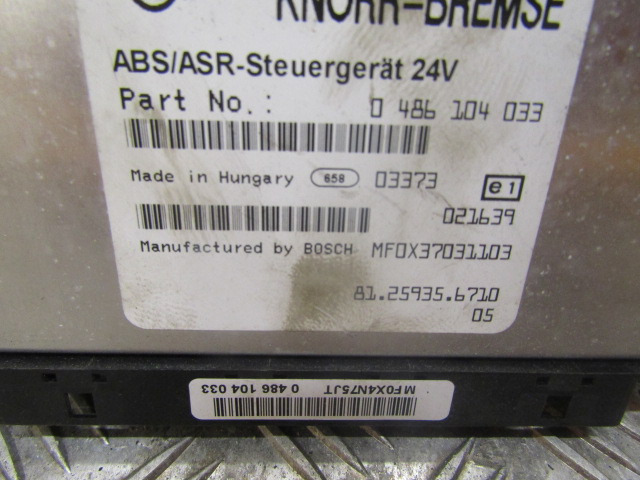 KNORR-BREMSE
ABS/ASR-Steuergerät 24V
Part No.: 0 486 104 033
Made in Hungary 658 03373 e1
021639
Manufactured by BOSCH MFOX37031103
81.25935.6710
05
MF0X4N75JT 0 486 104 033